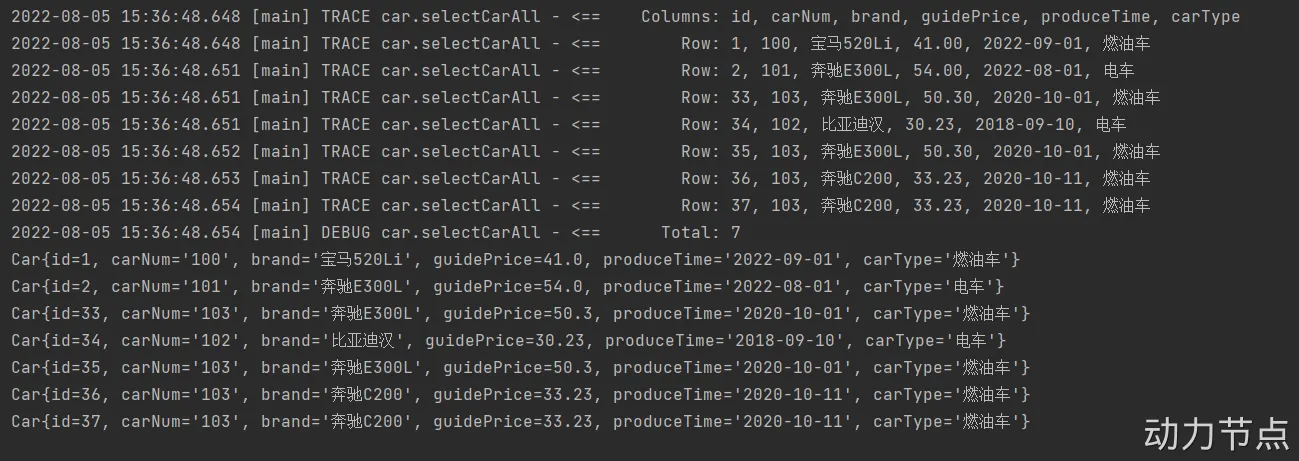 2022-08-05 15:36:48.648 [main] TRACE car.selectCarAll - <==    Columns: id, carNum, brand, guidePrice, produceTime, carType
2022-08-05 15:36:48.648 [main] TRACE car.selectCarAll - <==        Row: 1, 100, 宝马520Li, 41.00, 2022-09-01, 燃油车
2022-08-05 15:36:48.651 [main] TRACE car.selectCarAll - <==        Row: 2, 101, 奔驰E300L, 54.00, 2022-08-01, 电车
2022-08-05 15:36:48.651 [main] TRACE car.selectCarAll - <==        Row: 33, 103, 奔驰E300L, 50.30, 2020-10-01, 燃油车
2022-08-05 15:36:48.651 [main] TRACE car.selectCarAll - <==        Row: 34, 102, 比亚迪汉, 30.23, 2018-09-10, 电车
2022-08-05 15:36:48.652 [main] TRACE car.selectCarAll - <==        Row: 35, 103, 奔驰E300L, 50.30, 2020-10-01, 燃油车
2022-08-05 15:36:48.653 [main] TRACE car.selectCarAll - <==        Row: 36, 103, 奔驰C200, 33.23, 2020-10-11, 燃油车
2022-08-05 15:36:48.654 [main] TRACE car.selectCarAll - <==        Row: 37, 103, 奔驰C200, 33.23, 2020-10-11, 燃油车
2022-08-05 15:36:48.654 [main] DEBUG car.selectCarAll - <==      Total: 7
Car{id=1, carNum='100', brand='宝马520Li', guidePrice=41.0, produceTime='2022-09-01', carType='燃油车'}
Car{id=2, carNum='101', brand='奔驰E300L', guidePrice=54.0, produceTime='2022-08-01', carType='电车'}
Car{id=33, carNum='103', brand='奔驰E300L', guidePrice=50.3, produceTime='2020-10-01', carType='燃油车'}
Car{id=34, carNum='102', brand='比亚迪汉', guidePrice=30.23, produceTime='2018-09-10', carType='电车'}
Car{id=35, carNum='103', brand='奔驰E300L', guidePrice=50.3, produceTime='2020-10-01', carType='燃油车'}
Car{id=36, carNum='103', brand='奔驰C200', guidePrice=33.23, produceTime='2020-10-11', carType='燃油车'}
Car{id=37, carNum='103', brand='奔驰C200', guidePrice=33.23, produceTime='2020-10-11', carType='燃油车'}
动力节点